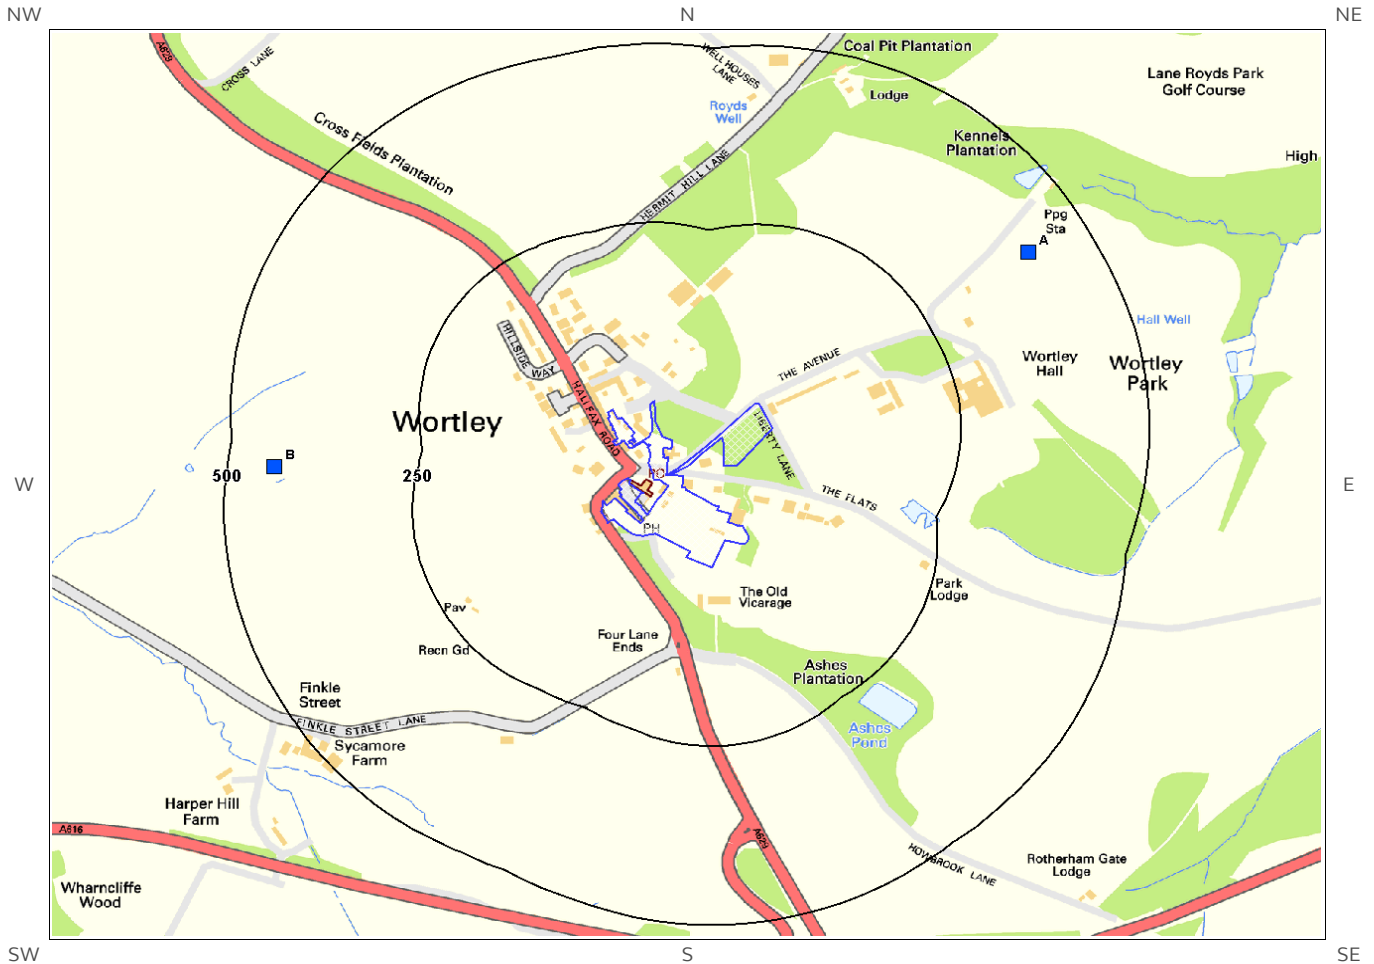 NW
N
NE
A629
CROSS LANE
WELL HOUSES
LANE
Coal Pit Plantation
Lane Royds Park
Golf Course
Lodge
Royds
Well
Cross Fields Plantation
Kennels
Plantation
High
HERMIT HILL LANE
Ppg
Sta
A
Hall Well
HILLSIDE WAY
THE AVENUE
Wortley
Hall
Wortley
Park
HALIFAX ROAD
Wortley
LIBERTY LANE
B
500
250
PO
W
E
THE FLATS
PH
Park
Lodge
The Old
Vicarage
Pav
Four Lane
Ends
Recn Gd
Ashes
Plantation
Finkle
Street
FINKLE STREET LANE
Ashes
Pond
Sycamore
Farm
Harper Hill
Farm
A616
A629
HOWBROOK LANE
Rotherham Gate
Lodge
Wharncliffe
Wood
SW
S
SE